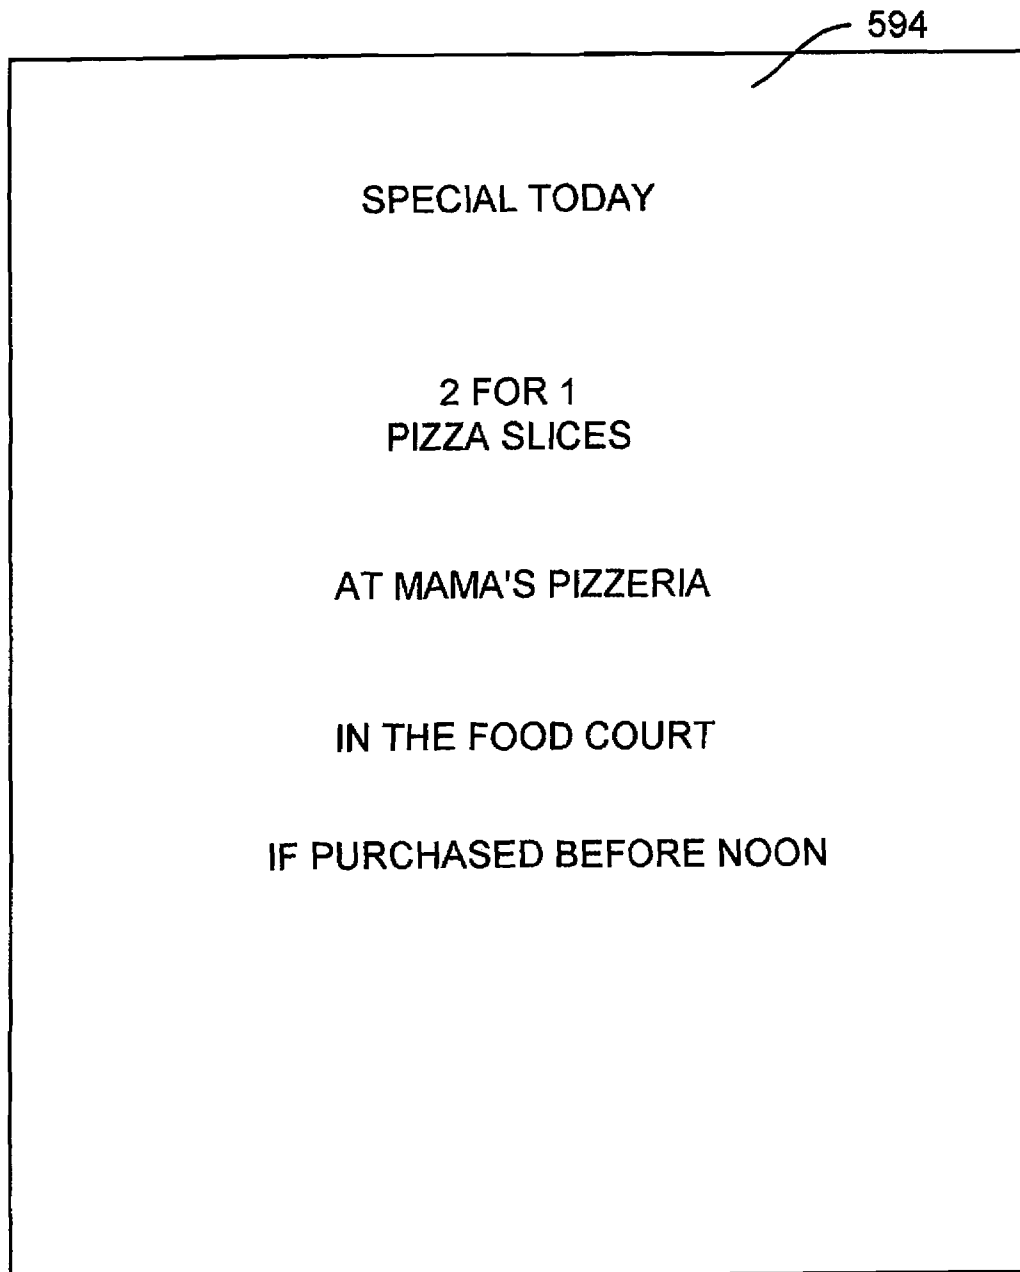 594
SPECIAL TODAY
2 FOR 1
PIZZA SLICES
AT MAMA'S PIZZERIA
IN THE FOOD COURT
IF PURCHASED BEFORE NOON